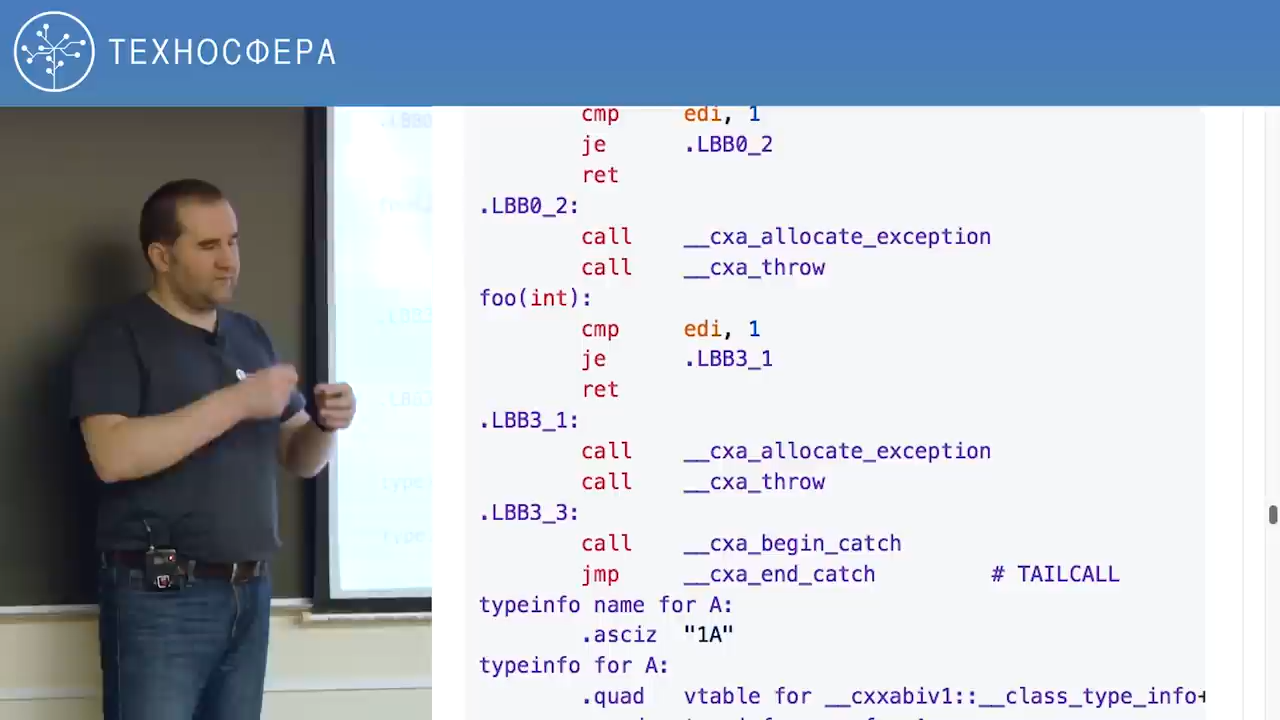 ТЕХНОСФЕРА
cmp edi, 1
je .LBB0_2
ret
.LBB0_2:
call __cxa_allocate_exception
call __cxa_throw
foo(int):
cmp edi, 1
je .LBB3_1
ret
.LBB3_1:
call __cxa_allocate_exception
call __cxa_throw
.LBB3_3:
call __cxa_begin_catch
jmp __cxa_end_catch # TAILCALL
typeinfo name for A:
.asciz "1A"
typeinfo for A:
.quad vtable for __cxxabiv1::__class_type_info+